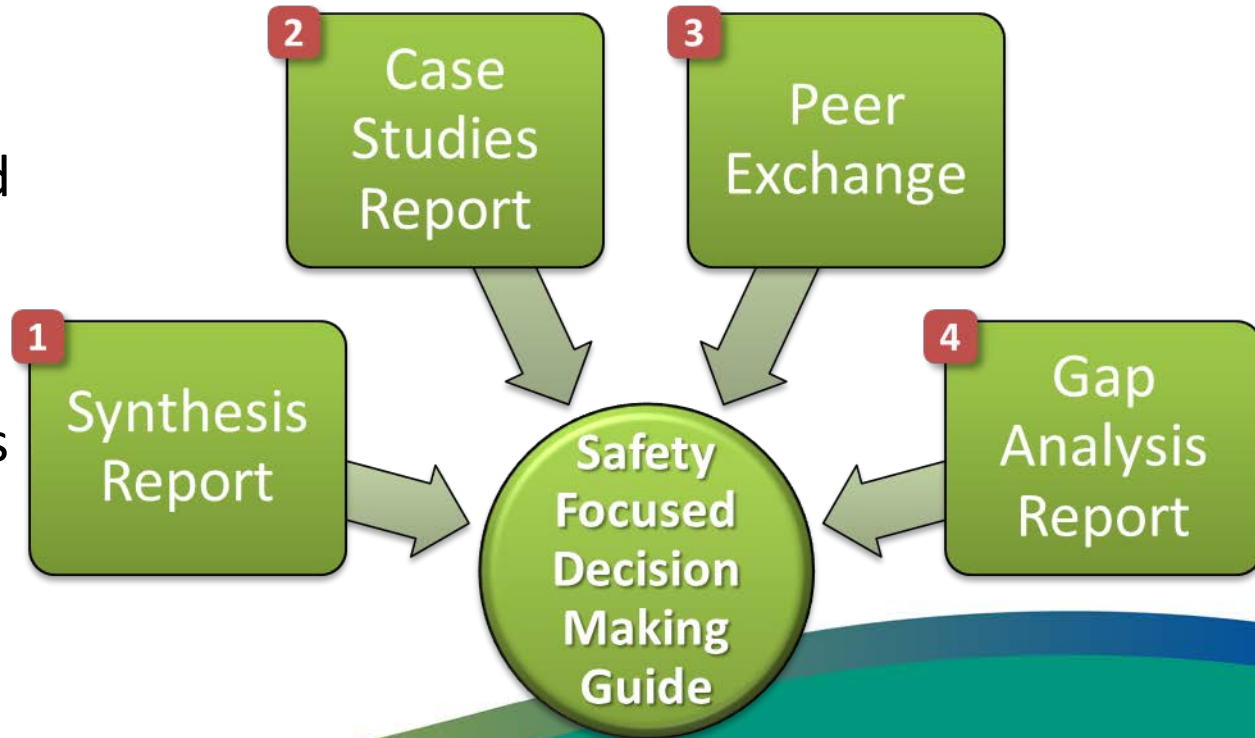 d
s
1
Synthesis
Report
2
Case
Studies
Report
3
Peer
Exchange
4
Gap
Analysis
Report
Safety
Focused
Decision
Making
Guide